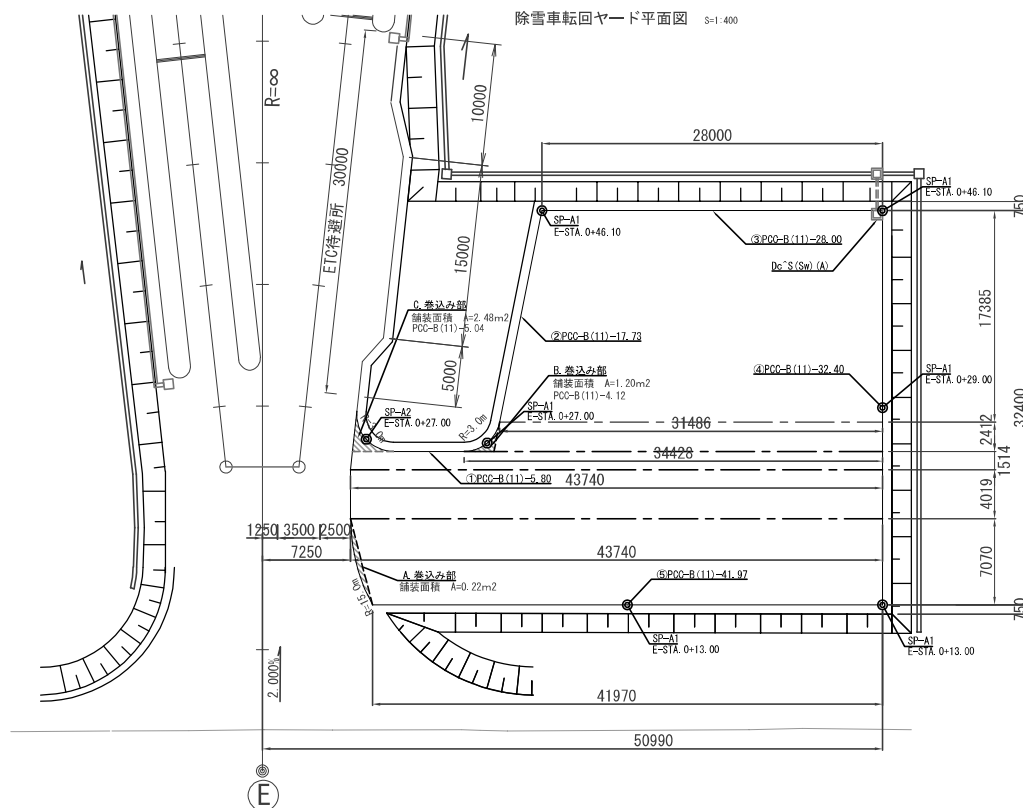 除雪車転回ヤード平面図 S=1:400
R=∞
ETC待避所 30000
10000
15000
5000
28000
SP-A1
E-STA.0+46.10
750
SP-A1
E-STA.0+46.10
③PCC-B(11)-28.00
Dc^S(Sw)(A)
17385
C.巻込み部
舗装面積 A=2.48m2
PCC-B(11)-5.04
②PCC-B(11)-17.73
B.巻込み部
舗装面積 A=1.20m2
PCC-B(11)-4.12
④PCC-B(11)-32.40
SP-A1
E-STA.0+29.00
32400
SP-A2
E-STA.0+27.00
SP-A1
E-STA.0+27.00
R=3.0m
31486
2412
34428
1514
①PCC-B(11)-5.80
43740
4019
1250
3500
2500
7250
43740
7070
A.巻込み部
舗装面積 A=0.22m2
R=15.0m
⑤PCC-B(11)-41.97
750
SP-A1
E-STA.0+13.00
SP-A1
E-STA.0+13.00
2.000%
41970
50990
E